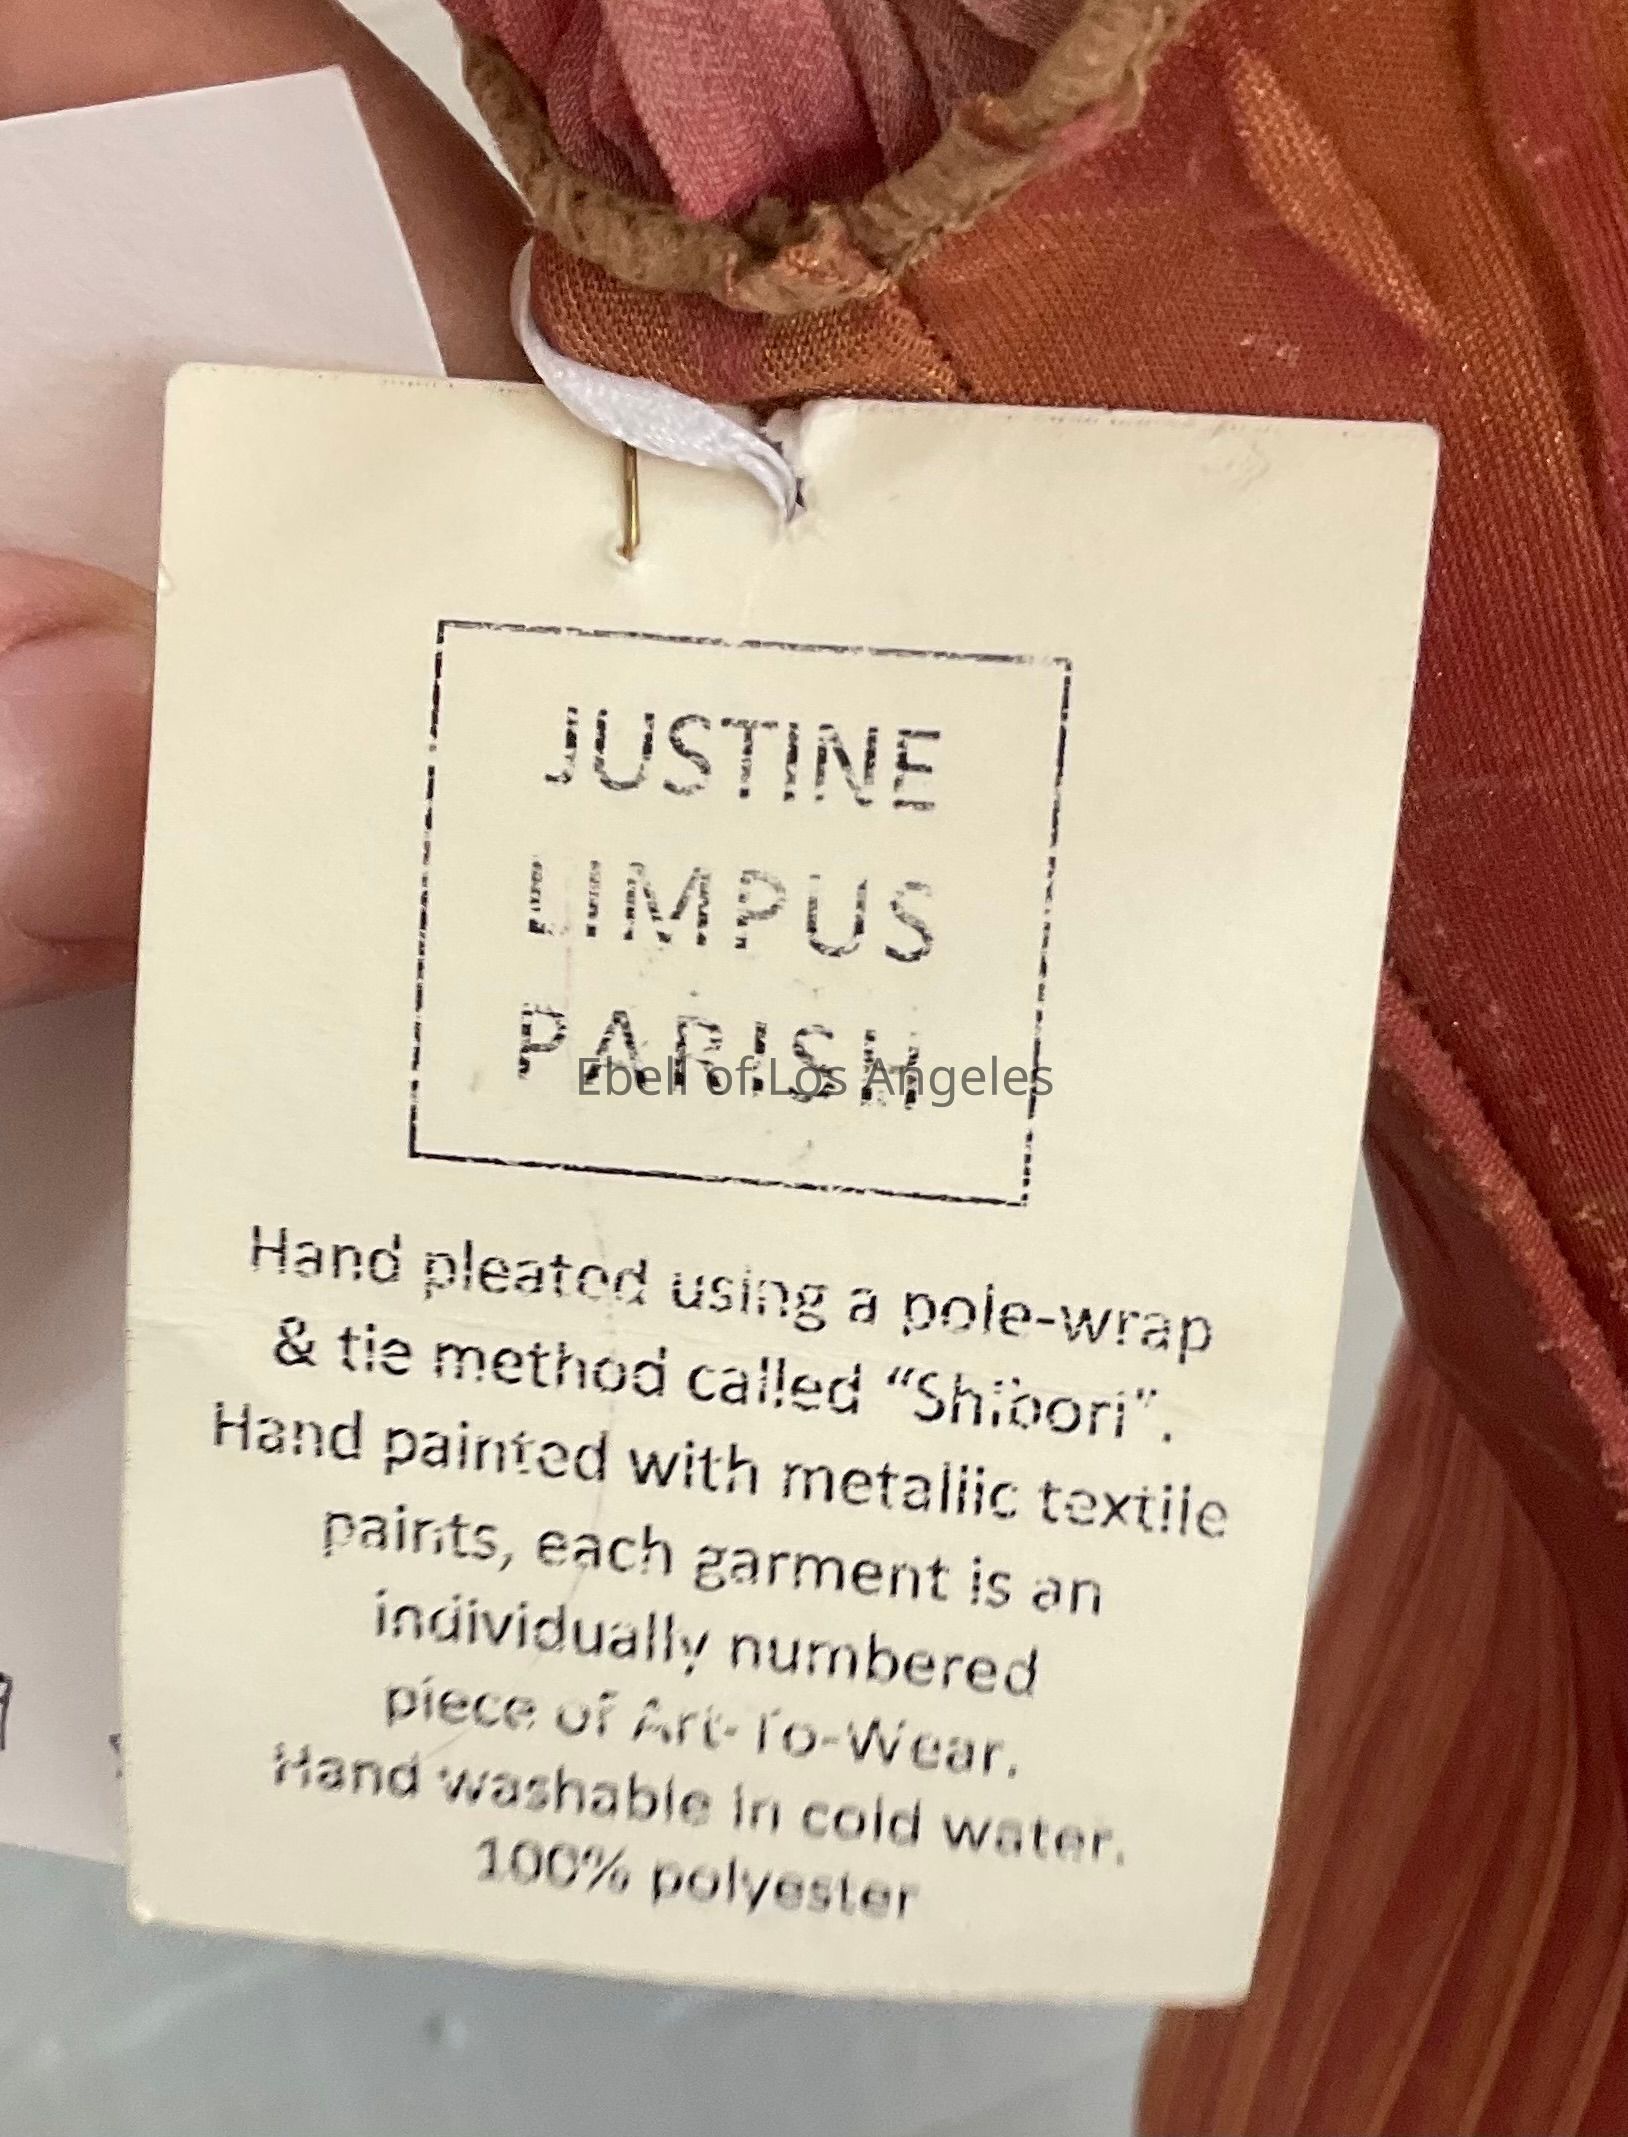 JUSTINE
LIMPUS
PARISH
Ebell of Los Angeles
Hand pleated using a pole-wrap
& tie method called “Shibori”.
Hand painted with metallic textile
paints, each garment is an
individually numbered
piece of Art-To-Wear.
Hand washable in cold water.
100% polyester